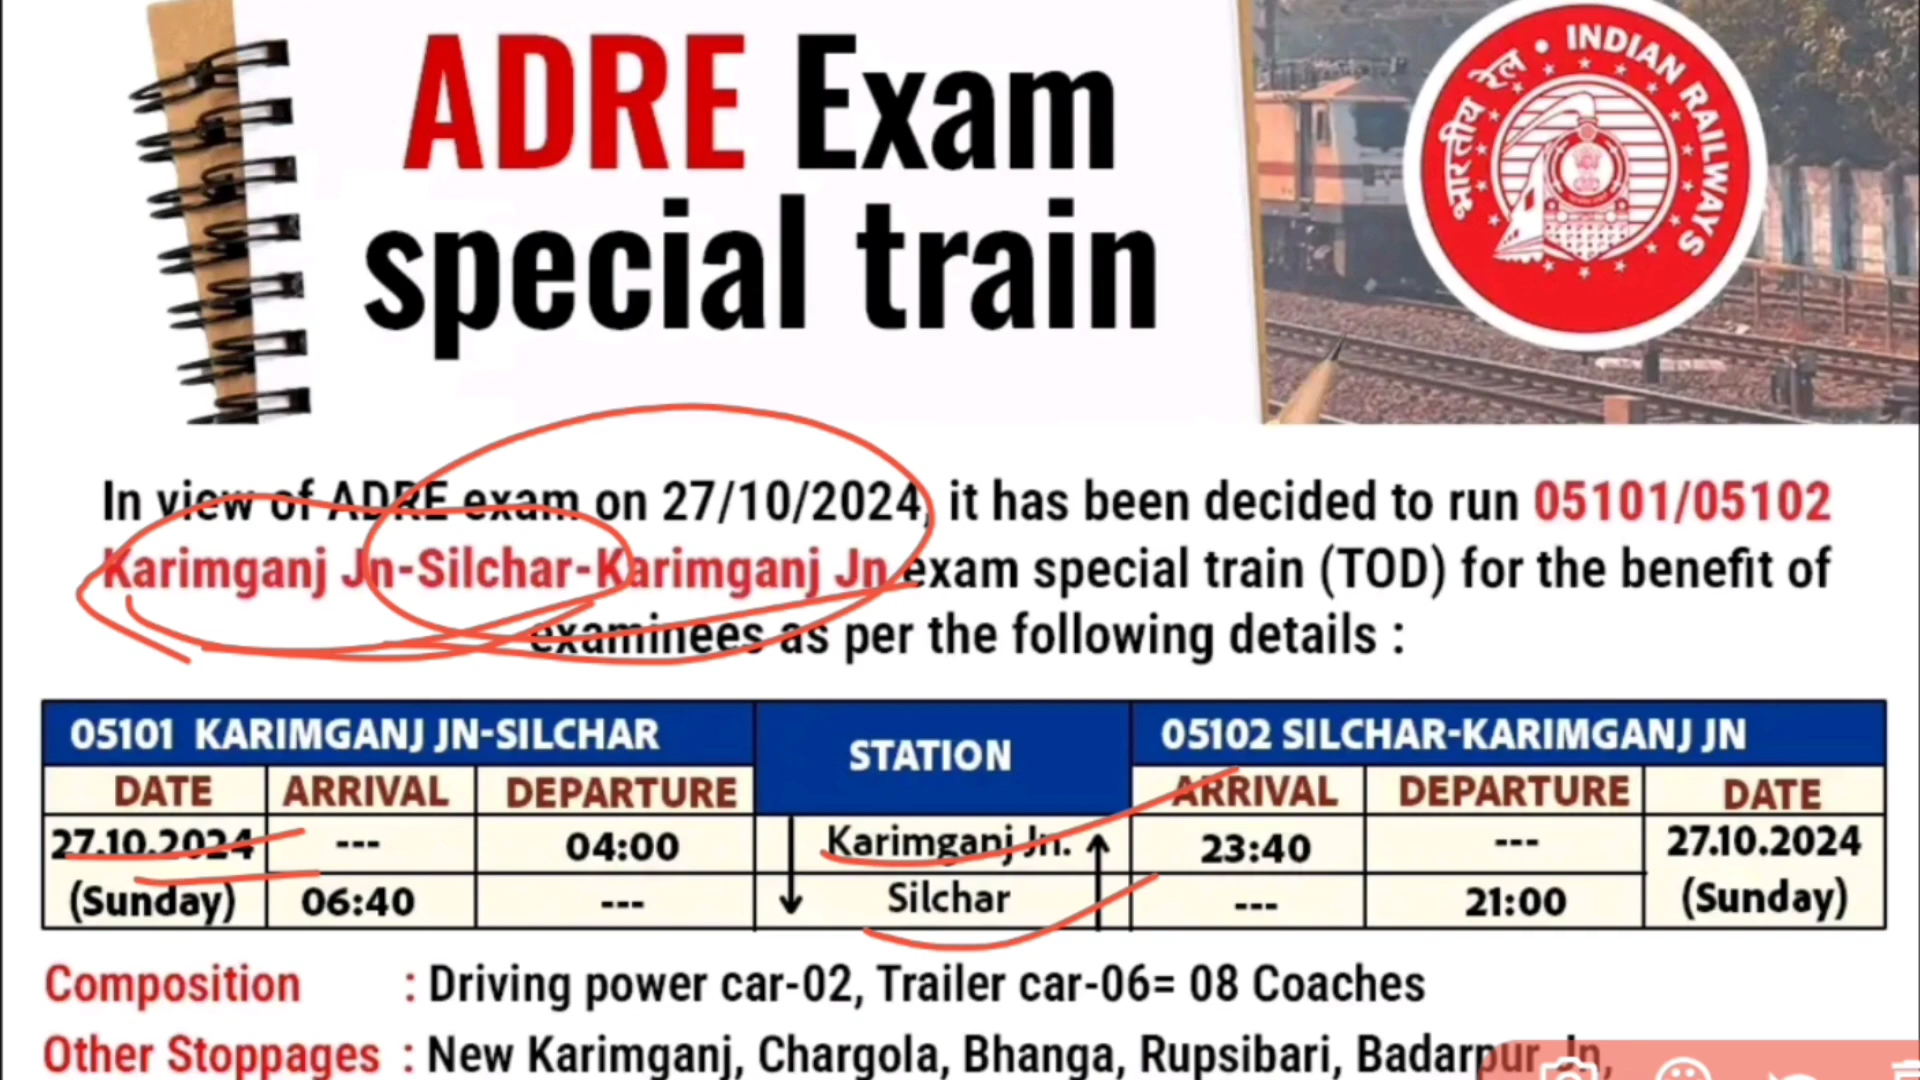 ADRE Exam
special train
भारतीय रेल • INDIAN RAILWAYS
In view of ADRE exam on 27/10/2024, it has been decided to run 05101/05102
Karimganj Jn-Silchar-Karimganj Jn exam special train (TOD) for the benefit of
examinees as per the following details :
05101 KARIMGANJ JN-SILCHAR STATION 05102 SILCHAR-KARIMGANJ JN
DATE ARRIVAL DEPARTURE ARRIVAL DEPARTURE DATE
27.10.2024 --- 04:00 Karimganj Jn. 23:40 --- 27.10.2024
(Sunday) 06:40 --- Silchar --- 21:00 (Sunday)
Composition : Driving power car-02, Trailer car-06= 08 Coaches
Other Stoppages : New Karimganj, Chargola, Bhanga, Rupsibari, Badarpur Jn,